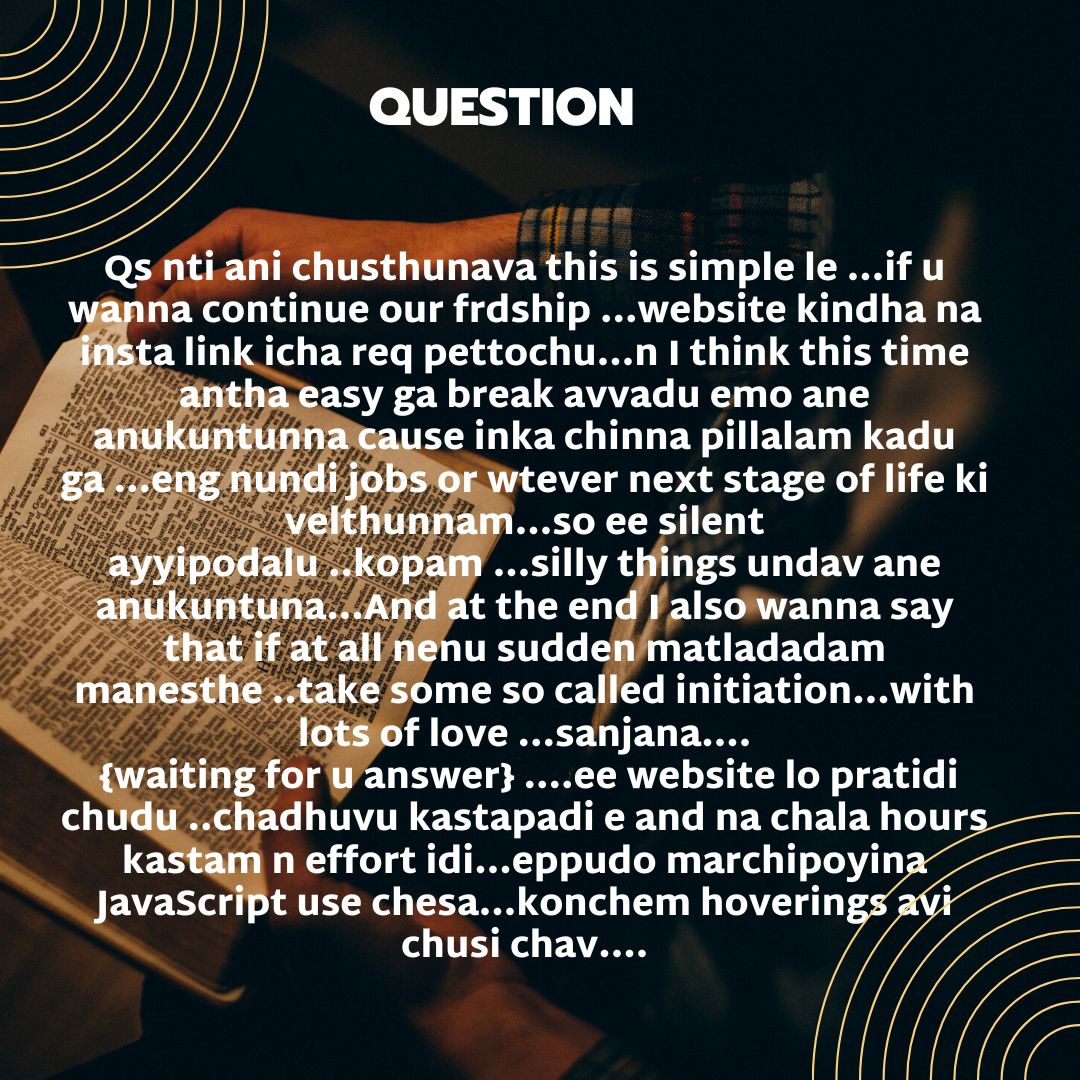 QUESTION
Qs nti ani chusthunava this is simple le ...if u
wanna continue our frdship ...website kindha na
insta link icha req pettochu...n I think this time
antha easy ga break avvadu emo ane
anukuntunna cause inka chinna pillalam kadu
ga ...eng nundi jobs or wtever next stage of life ki
velthunnam...so ee silent
ayyipodalu ..kopam ...silly things undav ane
anukuntuna...And at the end I also wanna say
that if at all nenu sudden matladadam
manesthe ..take some so called initiation...with
lots of love ...sanjana....
{waiting for u answer} ....ee website lo pratidi
chudu ..chadhuvu kastapadi e and na chala hours
kastam n effort idi...eppudo marchipoyina
JavaScript use chesa...konchem hoverings avi
chusi chav....